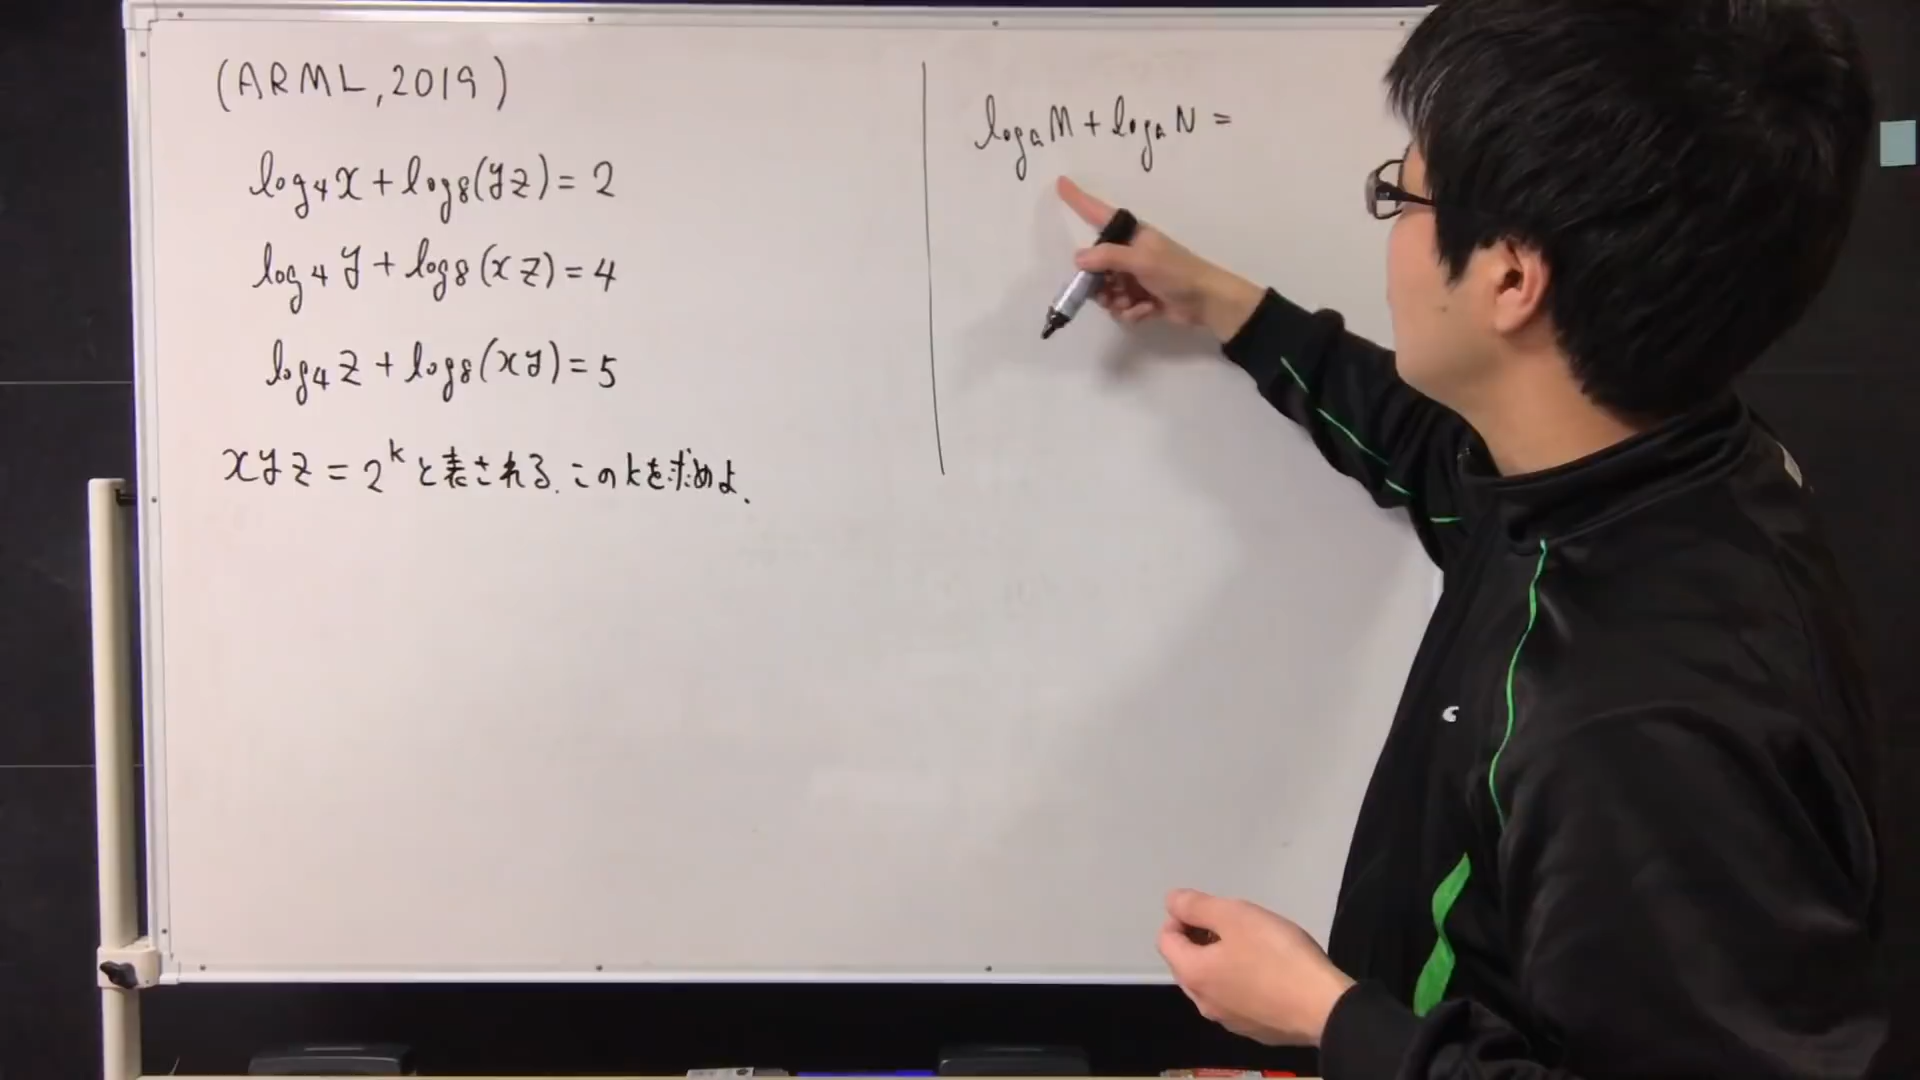 (ARML,2019)
log₄x + log₈(yz) = 2
log₄y + log₈(xz) = 4
log₄z + log₈(xy) = 5
xyz = 2ᵏと表される.このkを求めよ.
logₐM + logₐN =